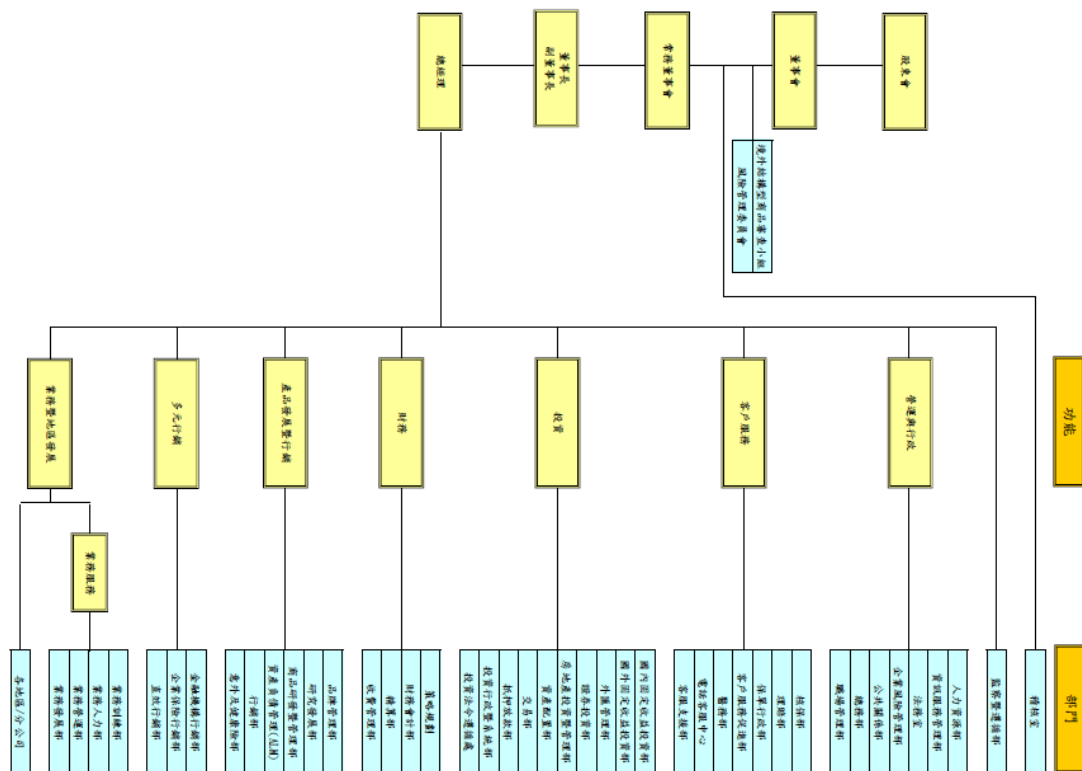 股東會
董事會
常務董事會
董事長
副董事長
總經理
境外結構型商品審查小組
風險管理委員會
功能
營運與行政
客戶服務
投資
財務
產品發展暨行銷
多元行銷
業務暨地區發展
業務服務
部門
稽核室
監察暨遵循部
人力資源部
資訊服務管理部
法務室
企業風險管理部
公共關係部
總務部
職場管理部
核保部
理賠部
保單行政部
客戶服務促進部
醫務部
電話客服中心
客服支援部
國內固定收益投資部
國外固定收益投資部
外匯管理部
證券投資部
房地產投資暨管理部
資產配置部
交易部
抵押放款部
投資行政暨系統部
投資法令遵循處
策略規劃
財務會計部
精算部
收費管理部
品牌管理部
研究發展部
商品研發暨管理部
資產負債管理(ALM)
行銷部
意外及健康險部
金融機構行銷部
企業保險行銷部
直效行銷部
業務訓練部
業務人力部
業務營運部
業務發展部
各地區/分公司